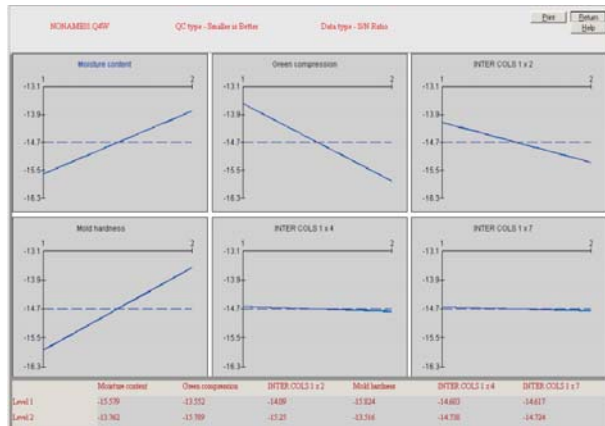 NONAMEII.Q4W QC type - Smaller is Better Data type - S/N Ratio Print Return
Help
Moisture content Green compression INTER COLS 1 x 2
1 2 1 2 1 2
-13.1 -13.1 -13.1
-13.9 -13.9 -13.9
-14.7 -14.7 -14.7
-15.5 -15.5 -15.5
-16.3 -16.3 -16.3
Mold hardness INTER COLS 1 x 4 INTER COLS 1 x 7
1 2 1 2 1 2
-13.1 -13.1 -13.1
-13.9 -13.9 -13.9
-14.7 -14.7 -14.7
-15.5 -15.5 -15.5
-16.3 -16.3 -16.3
Moisture content Green compression INTER COLS 1 x 2 Mold hardness INTER COLS 1 x 4 INTER COLS 1 x 7
Level 1 -15.579 -13.552 -14.09 -15.824 -14.603 -14.617
Level 2 -13.762 -15.789 -15.25 -13.516 -14.738 -14.724